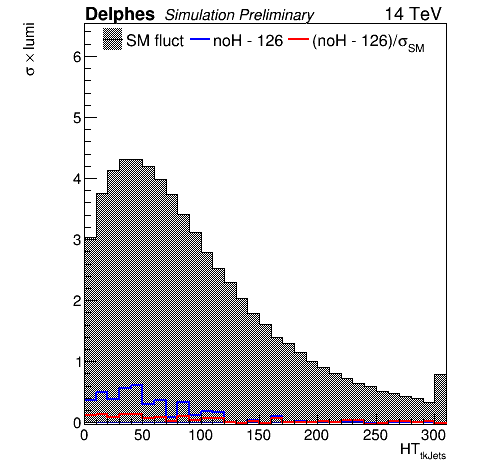 Delphes Simulation Preliminary 14 TeV
σ × lumi
SM fluct noH - 126 (noH - 126)/σSM
6
5
4
3
2
1
0
0 50 100 150 200 250 300
HTtkJets